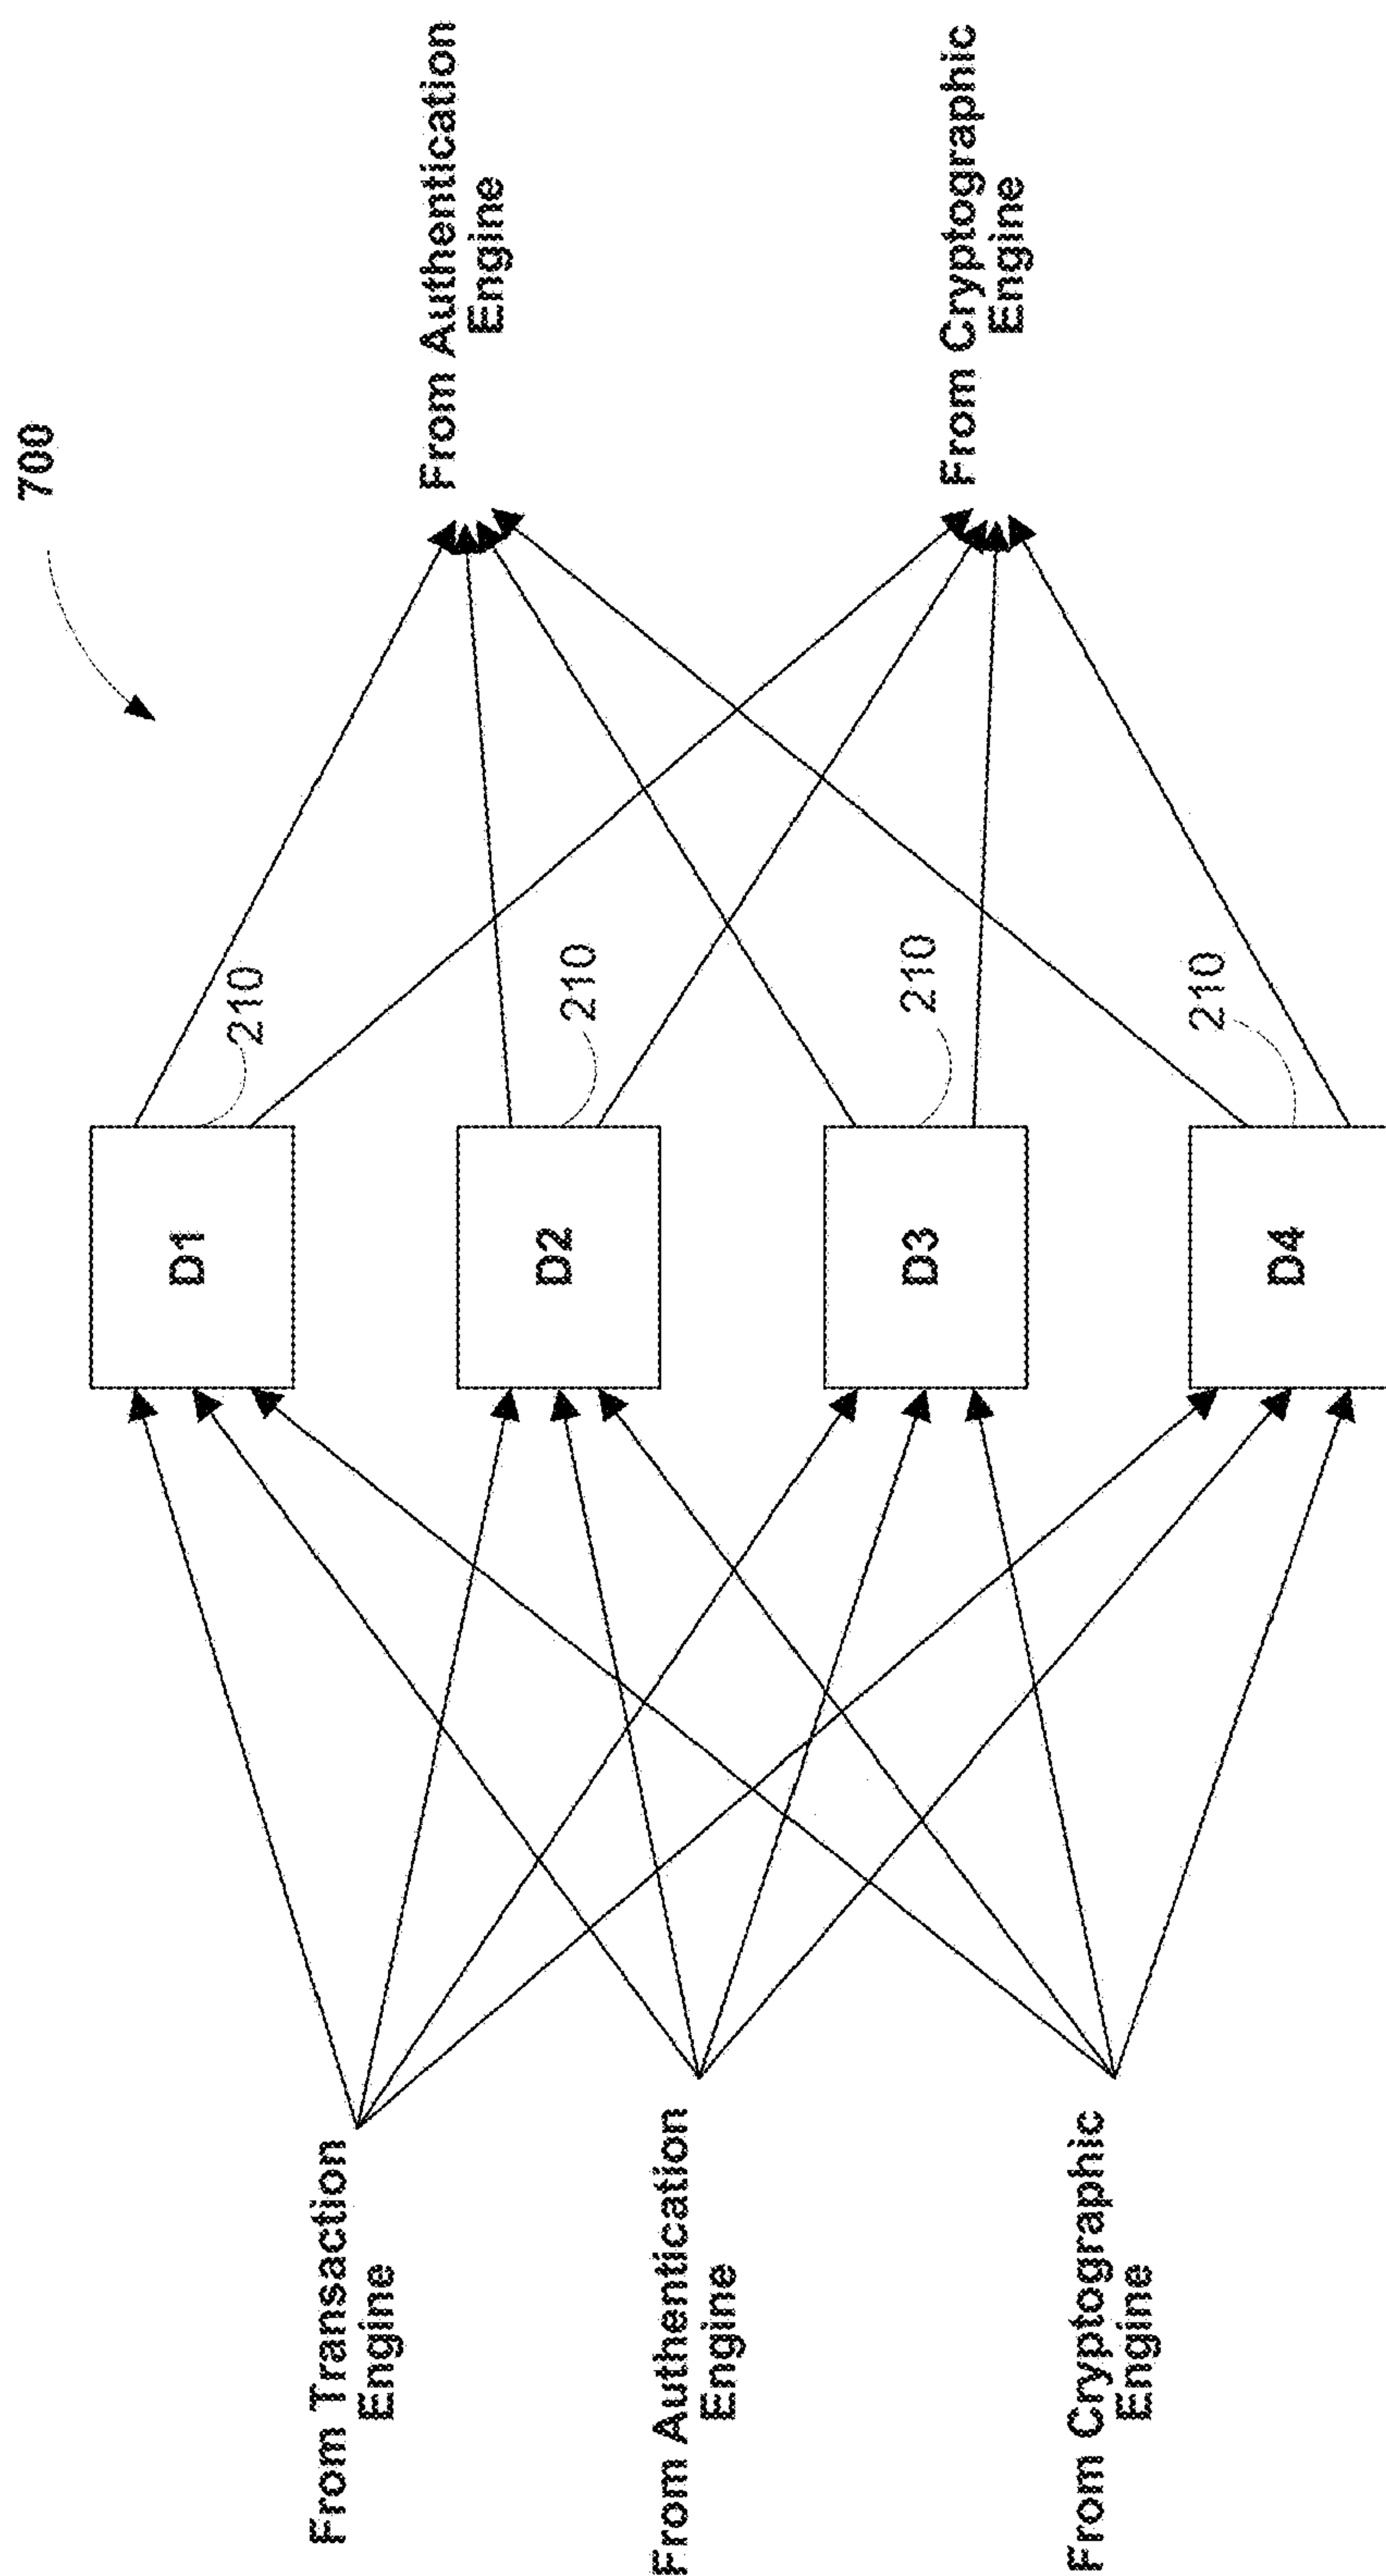 700
From Transaction
Engine
From Authentication
Engine
From Cryptographic
Engine
D1
210
D2
210
D3
210
D4
210
From Authentication
Engine
From Cryptographic
Engine